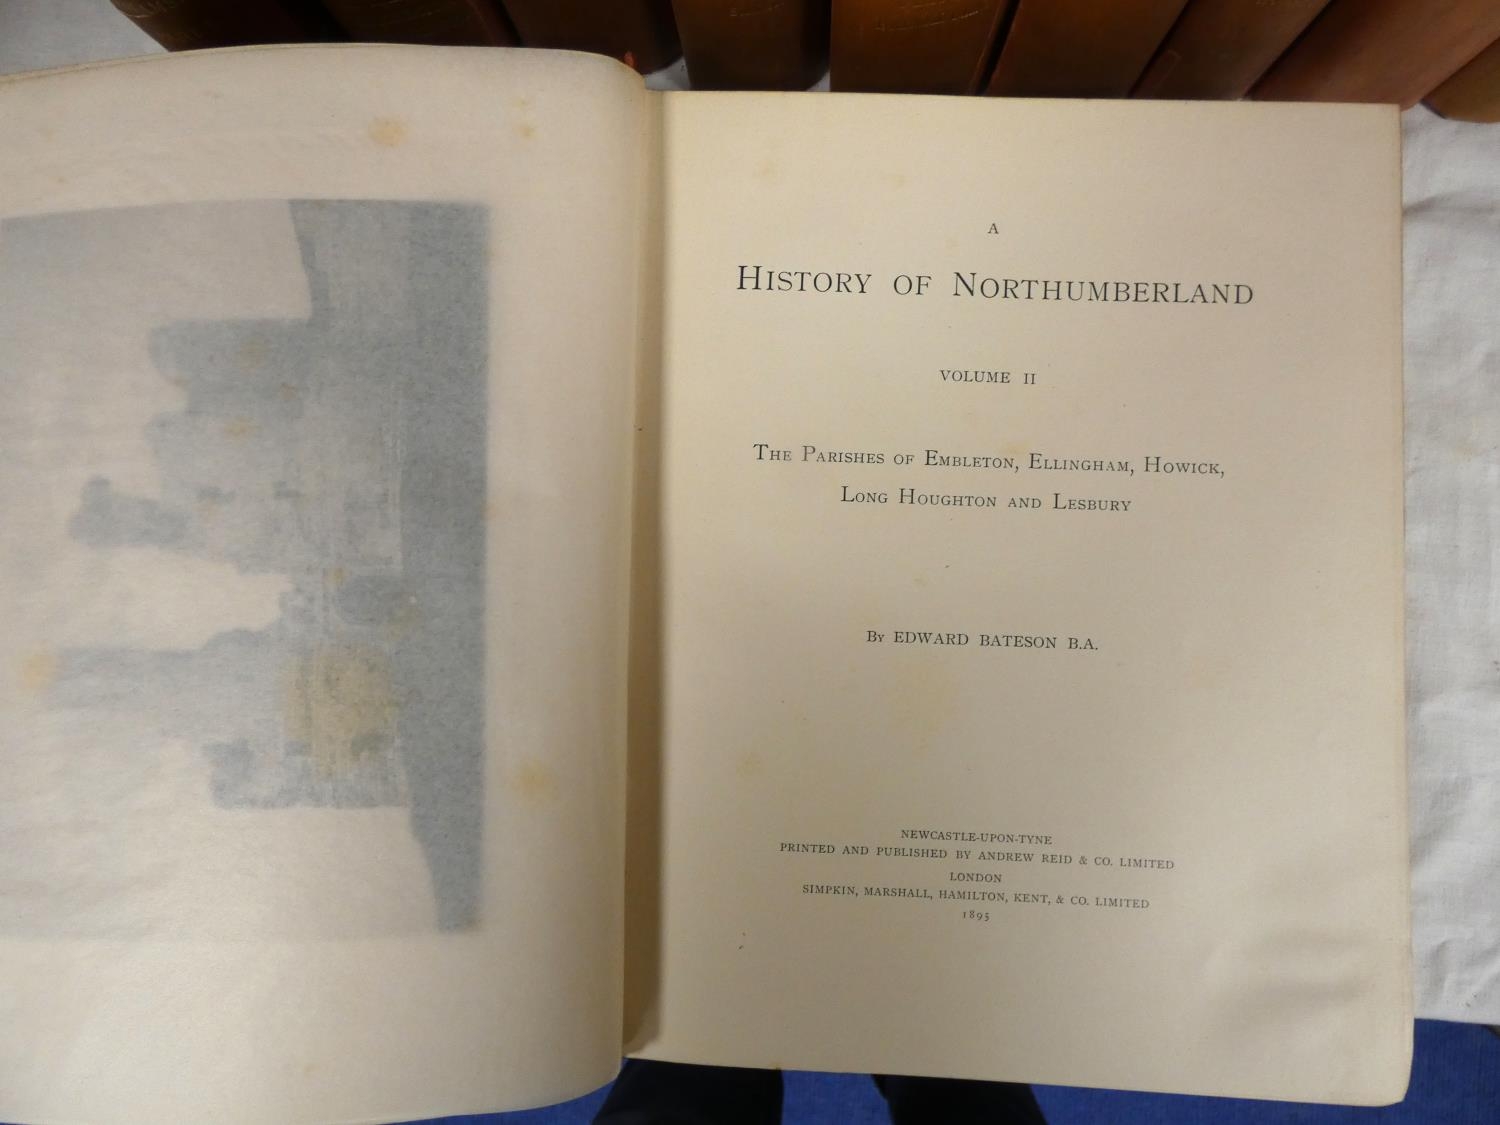 A
HISTORY OF NORTHUMBERLAND
VOLUME II
THE PARISHES OF EMBLETON, ELLINGHAM, HOWICK,
LONG HOUGHTON AND LESBURY
BY EDWARD BATESON B.A.
NEWCASTLE-UPON-TYNE
PRINTED AND PUBLISHED BY ANDREW REID & CO. LIMITED
LONDON
SIMPKIN, MARSHALL, HAMILTON, KENT, & CO. LIMITED
1895